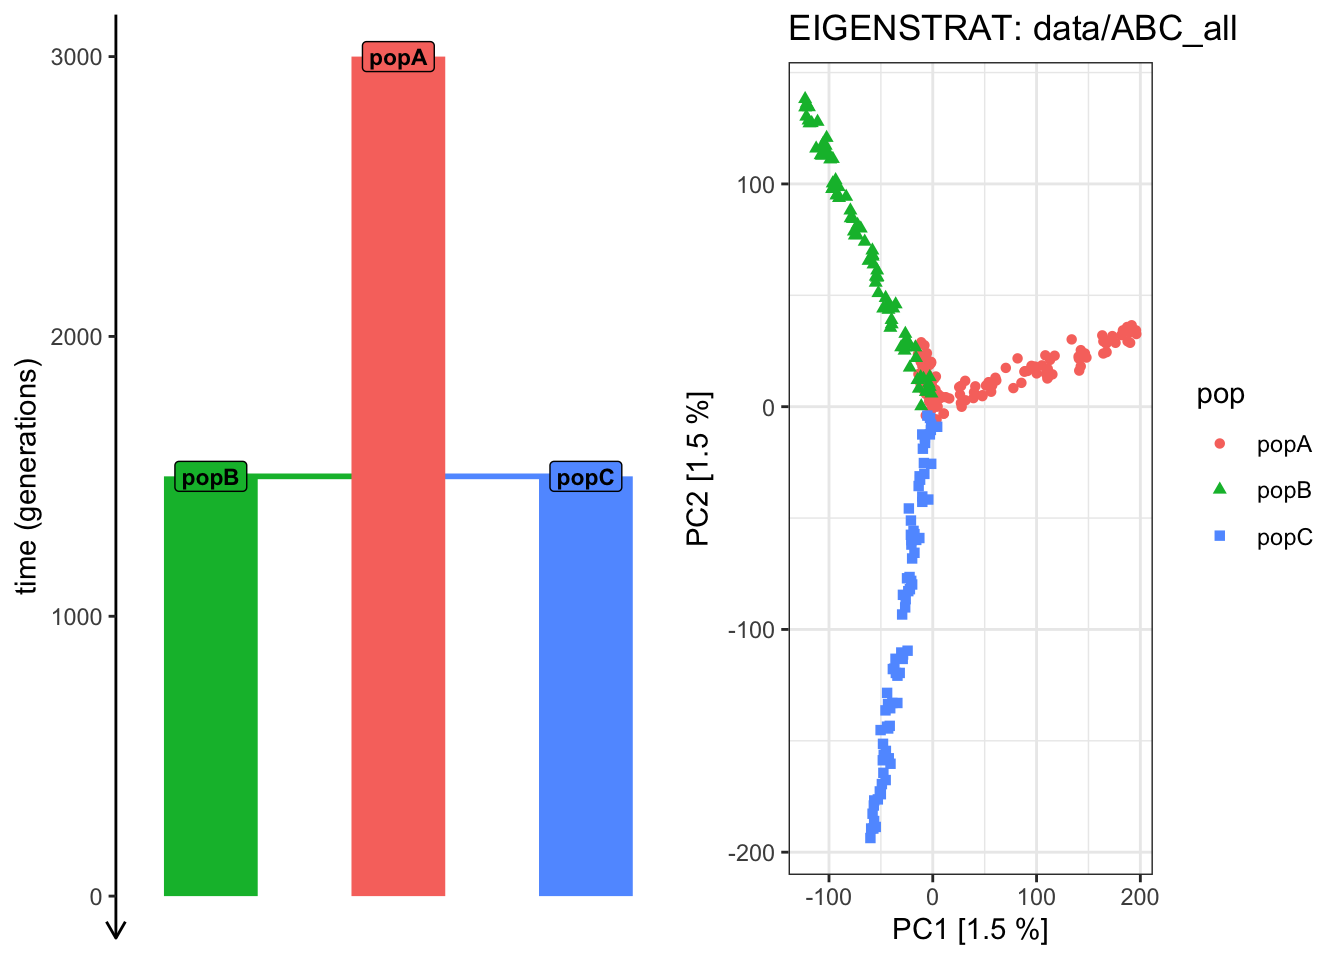 time (generations)
3000
2000
1000
0
popA
popB
popC
EIGENSTRAT: data/ABC_all
PC2 [1.5 %]
100
0
-100
-200
-100
0
100
200
PC1 [1.5 %]
pop
popA
popB
popC